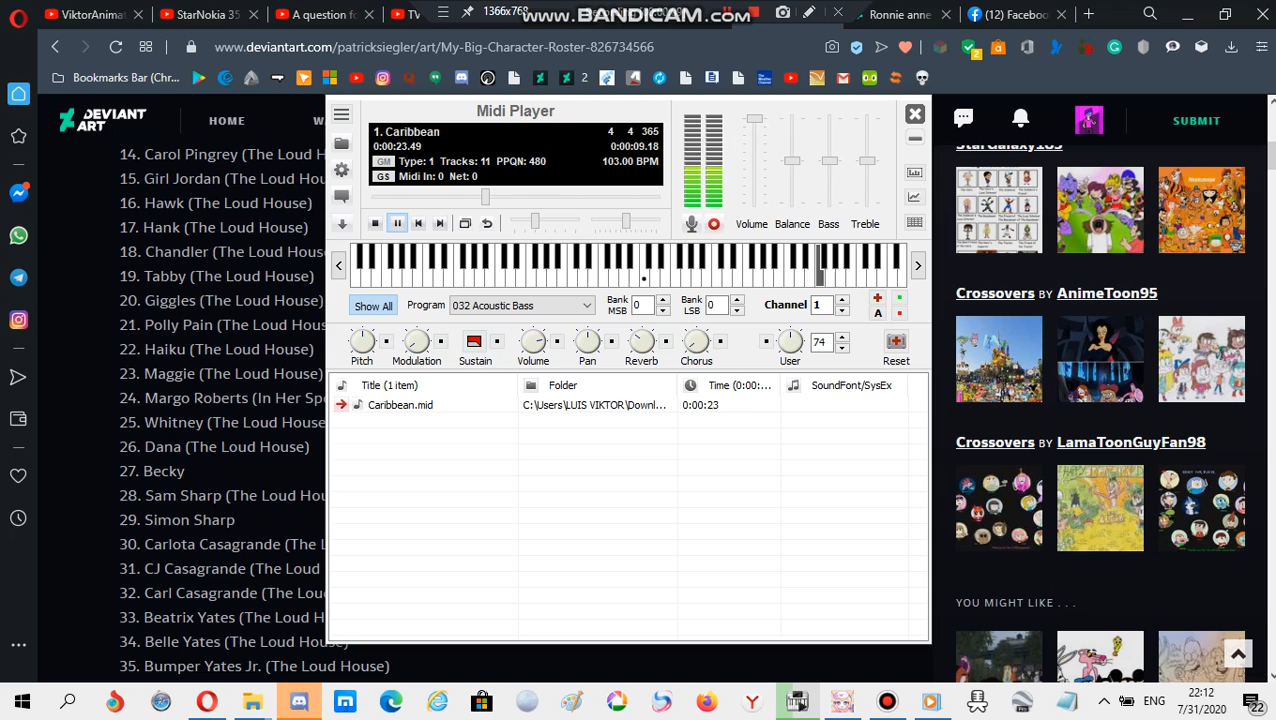 ViktorAnimat
StarNokia 35
A question fo
TV
1366x768
www.BANDICAM.com
Ronnie anne
(12) Faceboo
www.deviantart.com/patricksiegler/art/My-Big-Character-Roster-826734566
2
Bookmarks Bar (Chr...
2
DEVIANT ART
HOME
W
SUBMIT
14. Carol Pingrey (The Loud H
15. Girl Jordan (The Loud Hou
16. Hawk (The Loud House)
17. Hank (The Loud House)
18. Chandler (The Loud House)
19. Tabby (The Loud House)
20. Giggles (The Loud House)
21. Polly Pain (The Loud Hous
22. Haiku (The Loud House)
23. Maggie (The Loud House)
24. Margo Roberts (In Her Spo
25. Whitney (The Loud House)
26. Dana (The Loud House)
27. Becky
28. Sam Sharp (The Loud Hou
29. Simon Sharp
30. Carlota Casagrande (The L
31. CJ Casagrande (The Loud
32. Carl Casagrande (The Loud
33. Beatrix Yates (The Loud H
34. Belle Yates (The Loud House)
35. Bumper Yates Jr. (The Loud House)
Midi Player
1. Caribbean
4 4 365
0:00:23.49
0:00:09.18
GM Type: 1 Tracks: 11 PPQN: 480
103.00 BPM
GS Midi In: 0 Net: 0
Volume
Balance
Bass
Treble
Show All
Program
032 Acoustic Bass
Bank MSB
0
Bank LSB
0
Channel
1
A
Pitch
Modulation
Sustain
Volume
Pan
Reverb
Chorus
User
74
Reset
Title (1 item)
Folder
Time (0:00:...
SoundFont/SysEx
Caribbean.mid
C:\Users\LUIS VIKTOR\Downl...
0:00:23
StarGalaxy185
Crossovers BY AnimeToon95
Crossovers BY LamaToonGuyFan98
YOU MIGHT LIKE . . .
ENG
22:12
7/31/2020
22